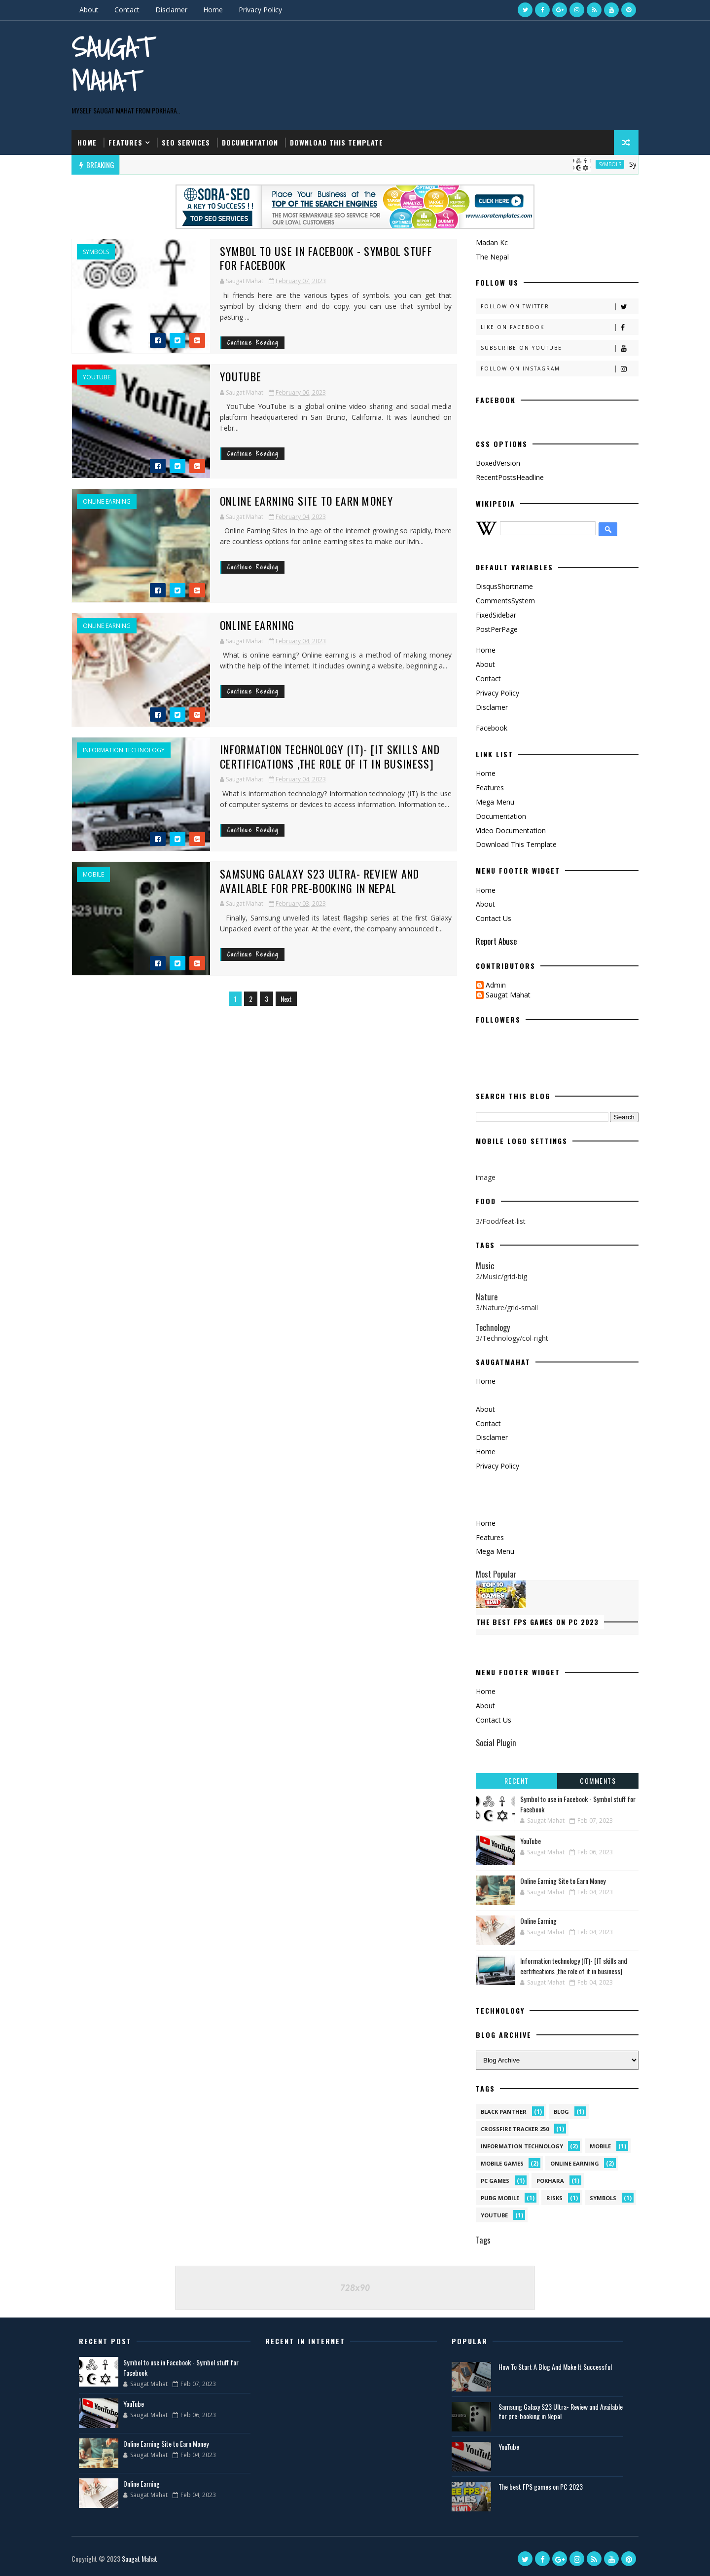 About Contact Disclamer Home Privacy Policy
SAUGAT
MAHAT
MYSELF SAUGAT MAHAT FROM POKHARA.
HOME FEATURES SEO SERVICES DOCUMENTATION DOWNLOAD THIS TEMPLATE
BREAKING
SYMBOLS Sy
SORA-SEO
TOP SEO SERVICES
Place Your Business at the
TOP OF THE SEARCH ENGINES
THE MOST REMARKABLE SEO SERVICE YOU CAN USE
CLICK HERE
www.soratemplates.com
SYMBOLS
SYMBOL TO USE IN FACEBOOK - SYMBOL STUFF
FOR FACEBOOK
Saugat Mahat February 07, 2023
hi friends here are the various types of symbols. you can get that
symbol by clicking them and do copy. you can use that symbol by
pasting ...
Continue Reading
YOUTUBE
YOUTUBE
Saugat Mahat February 06, 2023
YouTube YouTube is a global online video sharing and social media
platform headquartered in San Bruno, California. It was launched on
Febr...
Continue Reading
ONLINE EARNING
ONLINE EARNING SITE TO EARN MONEY
Saugat Mahat February 04, 2023
Online Earning Sites In the age of the internet growing so rapidly, there
are countless options for online earning sites to make our livin...
Continue Reading
ONLINE EARNING
ONLINE EARNING
Saugat Mahat February 04, 2023
What is online earning? Online earning is a method of making money
with the help of the Internet. It includes owning a website, beginning a...
Continue Reading
INFORMATION TECHNOLOGY
INFORMATION TECHNOLOGY (IT)- [IT SKILLS AND
CERTIFICATIONS ,THE ROLE OF IT IN BUSINESS]
Saugat Mahat February 04, 2023
What is information technology? Information technology (IT) is the use
of computer systems or devices to access information. Information te...
Continue Reading
MOBILE
S23 Ultra
SAMSUNG GALAXY S23 ULTRA- REVIEW AND
AVAILABLE FOR PRE-BOOKING IN NEPAL
Saugat Mahat February 03, 2023
Finally, Samsung unveiled its latest flagship series at the first Galaxy
Unpacked event of the year. At the event, the company announced t...
Continue Reading
1 2 3 Next
Madan Kc
The Nepal
FOLLOW US
FOLLOW ON TWITTER
LIKE ON FACEBOOK
SUBSCRIBE ON YOUTUBE
FOLLOW ON INSTAGRAM
FACEBOOK
CSS OPTIONS
BoxedVersion
RecentPostsHeadline
WIKIPEDIA
DEFAULT VARIABLES
DisqusShortname
CommentsSystem
FixedSidebar
PostPerPage
Home
About
Contact
Privacy Policy
Disclamer
Facebook
LINK LIST
Home
Features
Mega Menu
Documentation
Video Documentation
Download This Template
MENU FOOTER WIDGET
Home
About
Contact Us
Report Abuse
CONTRIBUTORS
Admin
Saugat Mahat
FOLLOWERS
SEARCH THIS BLOG
Search
MOBILE LOGO SETTINGS
image
FOOD
3/Food/feat-list
TAGS
Music
2/Music/grid-big
Nature
3/Nature/grid-small
Technology
3/Technology/col-right
SAUGATMAHAT
Home
About
Contact
Disclamer
Home
Privacy Policy
Home
Features
Mega Menu
Most Popular
TOP 10
FREE FPS
GAMES
NEW!
THE BEST FPS GAMES ON PC 2023
MENU FOOTER WIDGET
Home
About
Contact Us
Social Plugin
RECENT COMMENTS
Symbol to use in Facebook - Symbol stuff for
Facebook
Saugat Mahat Feb 07, 2023
YouTube
Saugat Mahat Feb 06, 2023
Online Earning Site to Earn Money
Saugat Mahat Feb 04, 2023
Online Earning
Saugat Mahat Feb 04, 2023
Information technology (IT)- [IT skills and
certifications ,the role of it in business]
Saugat Mahat Feb 04, 2023
TECHNOLOGY
BLOG ARCHIVE
Blog Archive
TAGS
BLACK PANTHER (1) BLOG (1)
CROSSFIRE TRACKER 250 (1)
INFORMATION TECHNOLOGY (2) MOBILE (1)
MOBILE GAMES (2) ONLINE EARNING (2)
PC GAMES (1) POKHARA (1)
PUBG MOBILE (1) RISKS (1) SYMBOLS (1)
YOUTUBE (1)
Tags
728x90
RECENT POST
Symbol to use in Facebook - Symbol stuff for
Facebook
Saugat Mahat Feb 07, 2023
YouTube
Saugat Mahat Feb 06, 2023
Online Earning Site to Earn Money
Saugat Mahat Feb 04, 2023
Online Earning
Saugat Mahat Feb 04, 2023
RECENT IN INTERNET
POPULAR
How To Start A Blog And Make It Successful
Samsung Galaxy S23 Ultra- Review and Available
for pre-booking in Nepal
YouTube
The best FPS games on PC 2023
Copyright © 2023 Saugat Mahat